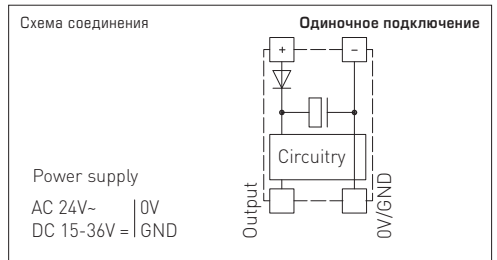 Схема соединения
Одиночное подключение
+ −
Circuitry
Power supply
AC 24V~ | 0V
DC 15-36V = | GND
Output
0V/GND